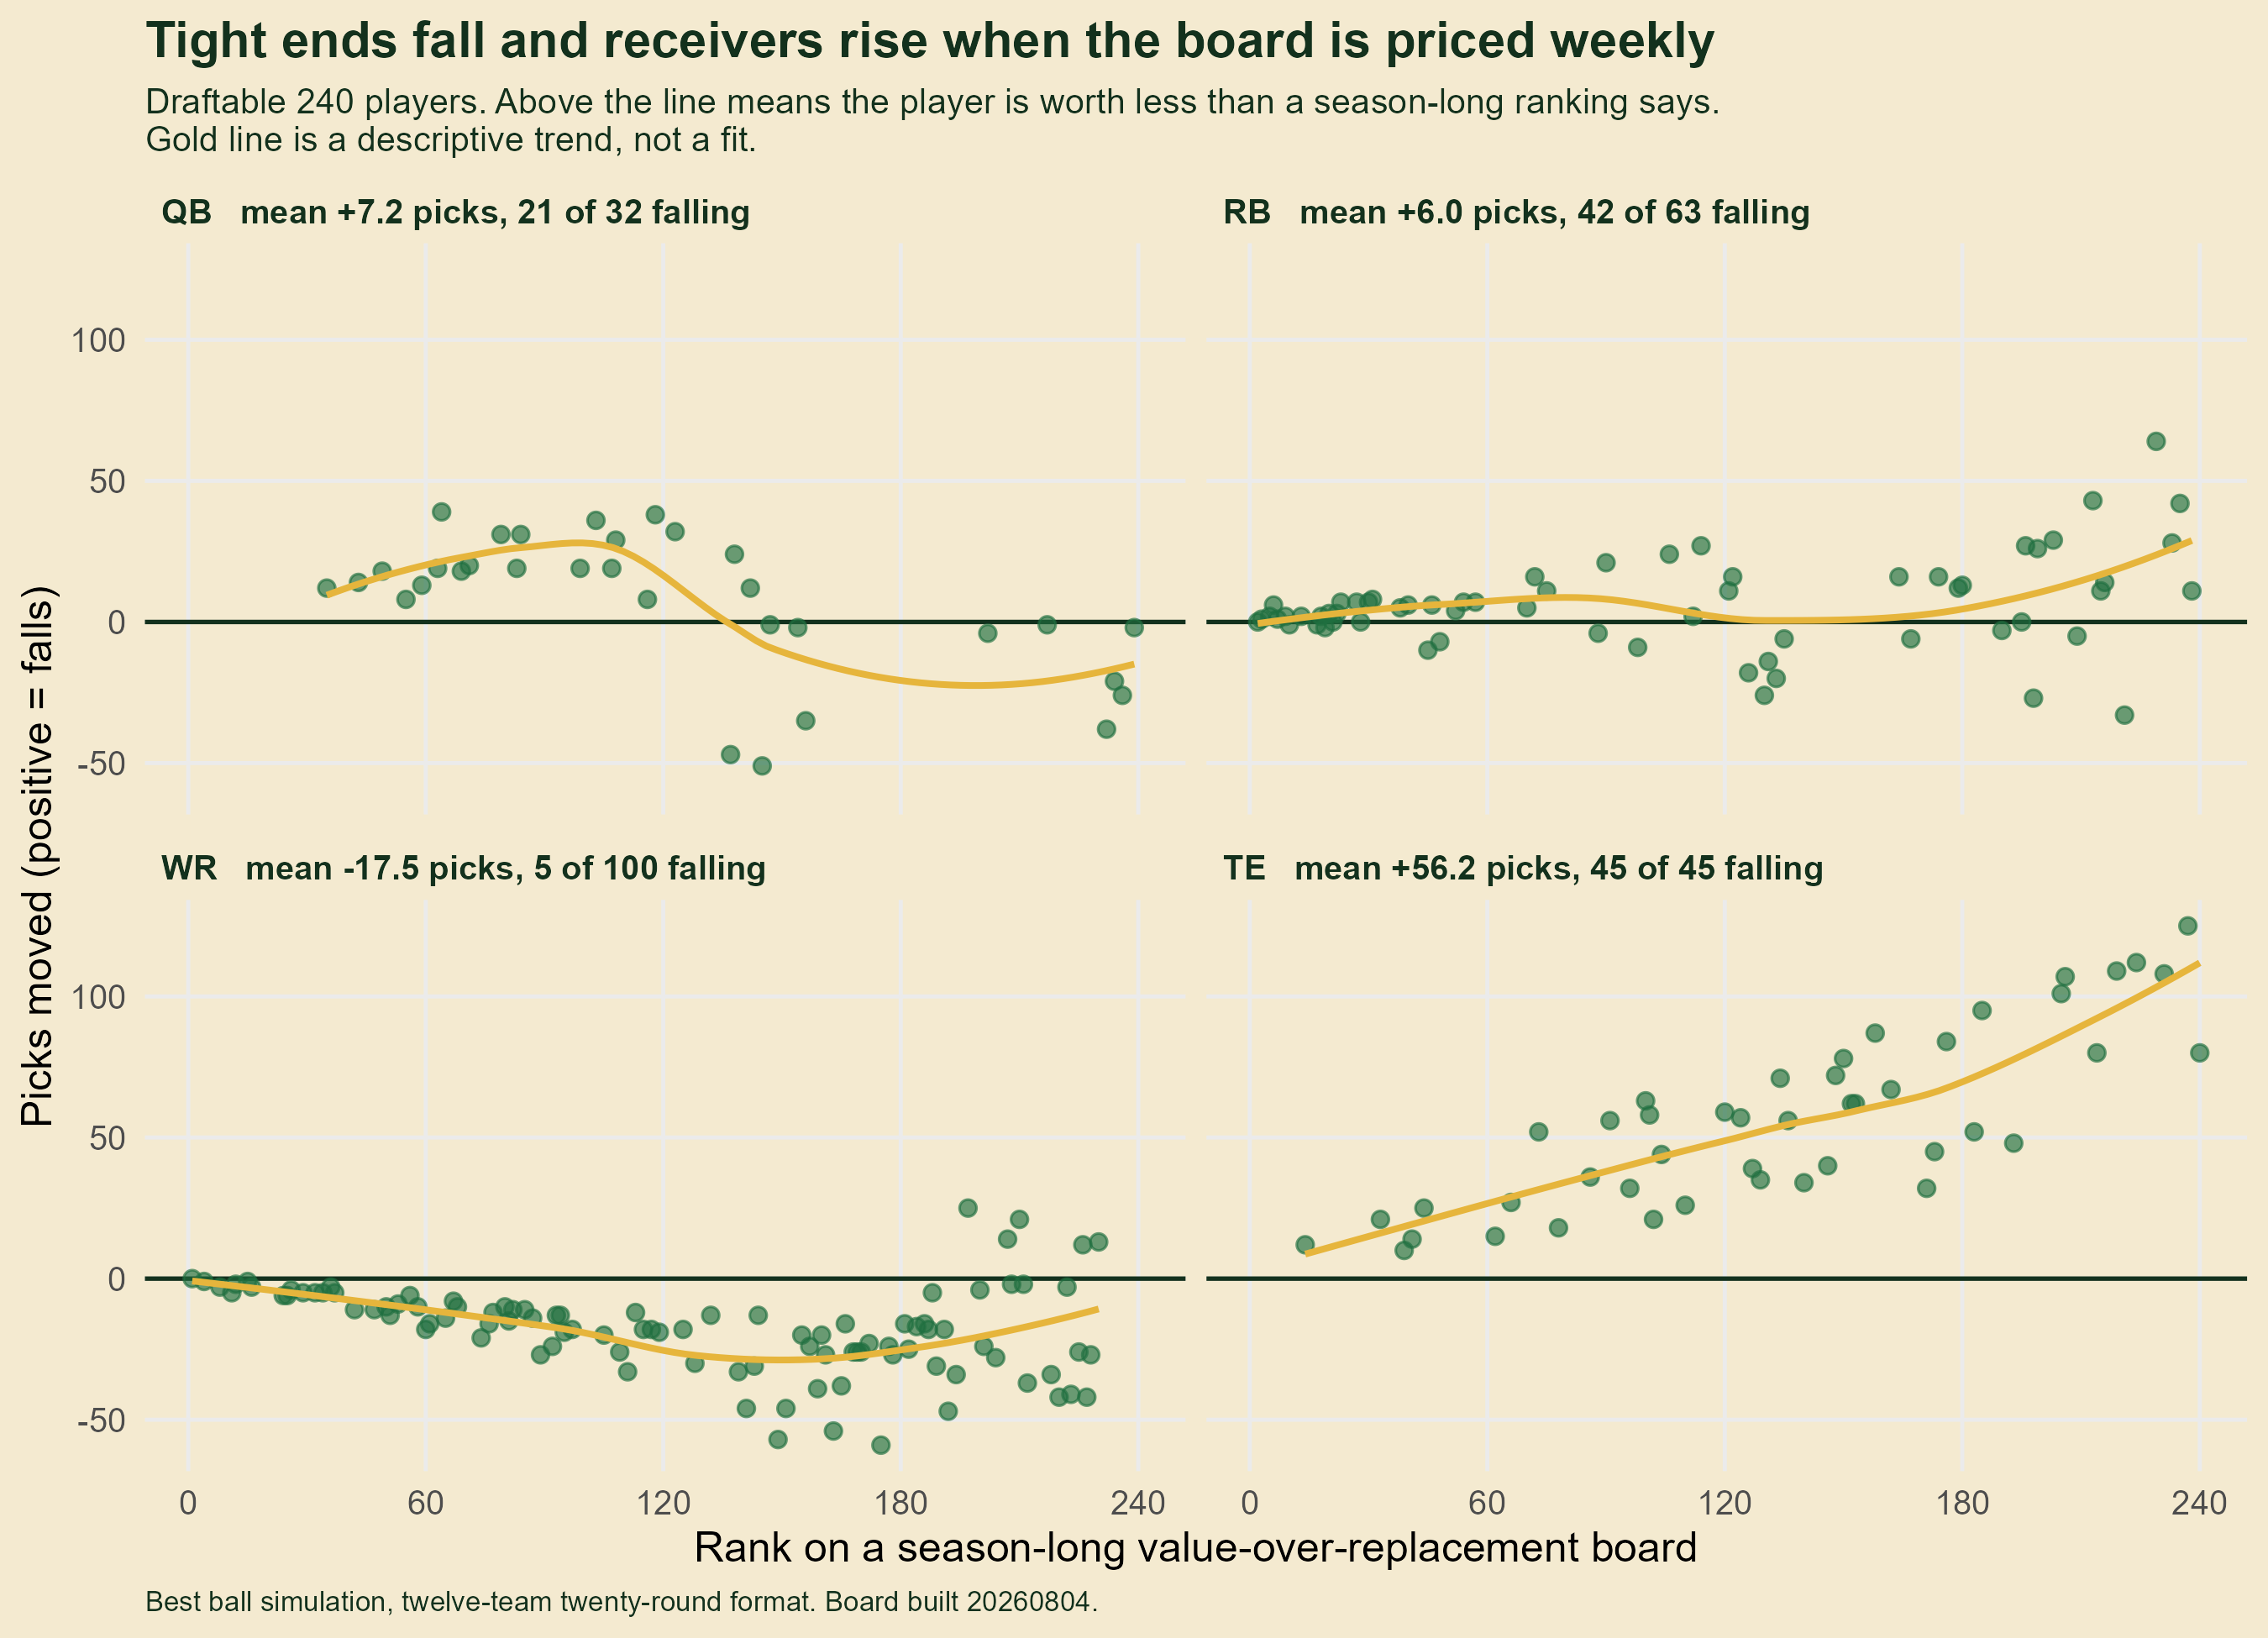 Tight ends fall and receivers rise when the board is priced weekly
Draftable 240 players. Above the line means the player is worth less than a season-long ranking says.
Gold line is a descriptive trend, not a fit.
QB mean +7.2 picks, 21 of 32 falling
RB mean +6.0 picks, 42 of 63 falling
100
50
0
-50
WR mean -17.5 picks, 5 of 100 falling
TE mean +56.2 picks, 45 of 45 falling
100
50
0
-50
Picks moved (positive = falls)
0 60 120 180 240
0 60 120 180 240
Rank on a season-long value-over-replacement board
Best ball simulation, twelve-team twenty-round format. Board built 20260804.